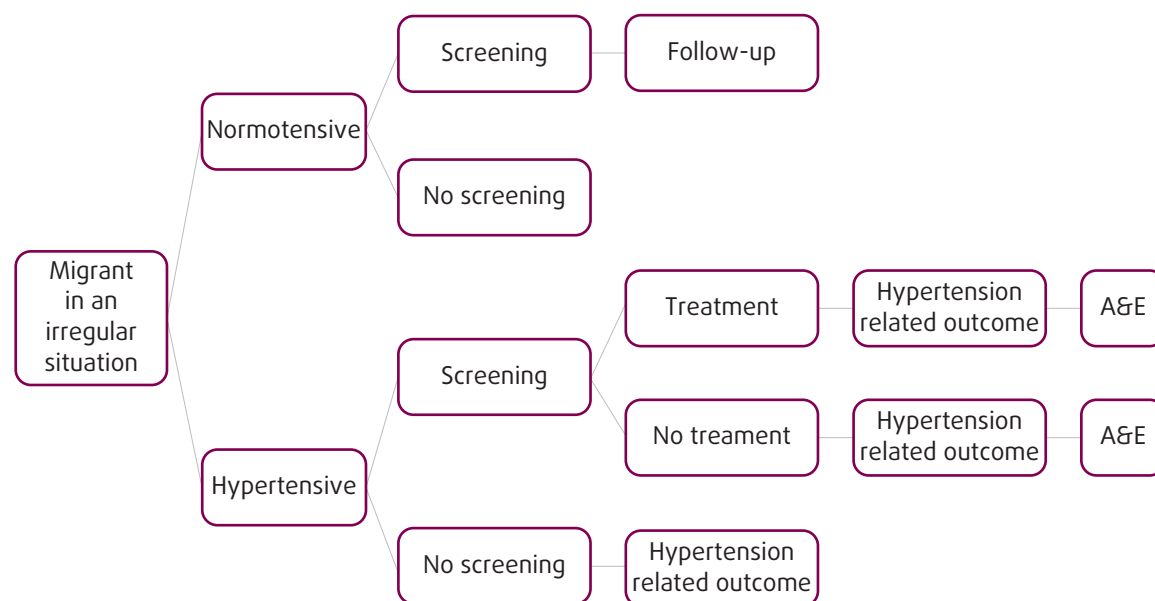 Screening
Follow-up
Normotensive
No screening
Migrant
in an
irregular
situation
Treatment
Hypertension
related outcome
A&E
Screening
No treament
Hypertension
related outcome
A&E
Hypertensive
No screening
Hypertension
related outcome